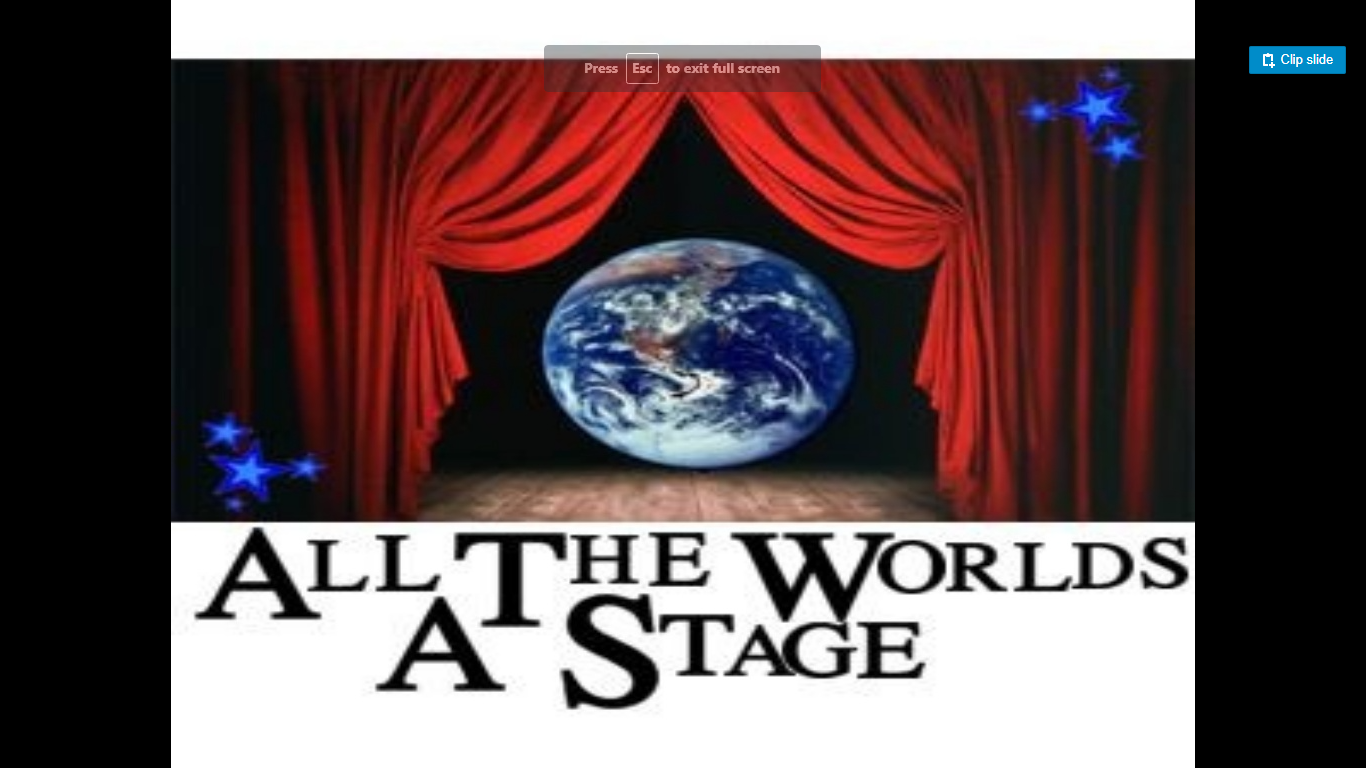 Press Esc to exit full screen
Clip slide
ALL THE WORLDS
A STAGE